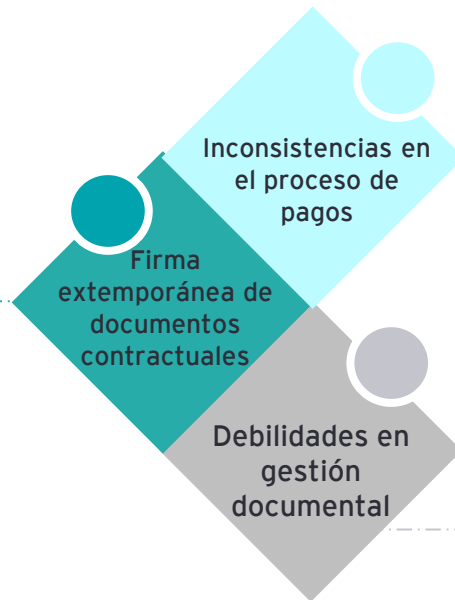 Inconsistencias en
el proceso de
pagos
Firma
extemporánea de
documentos
contractuales
Debilidades en
gestión
documental